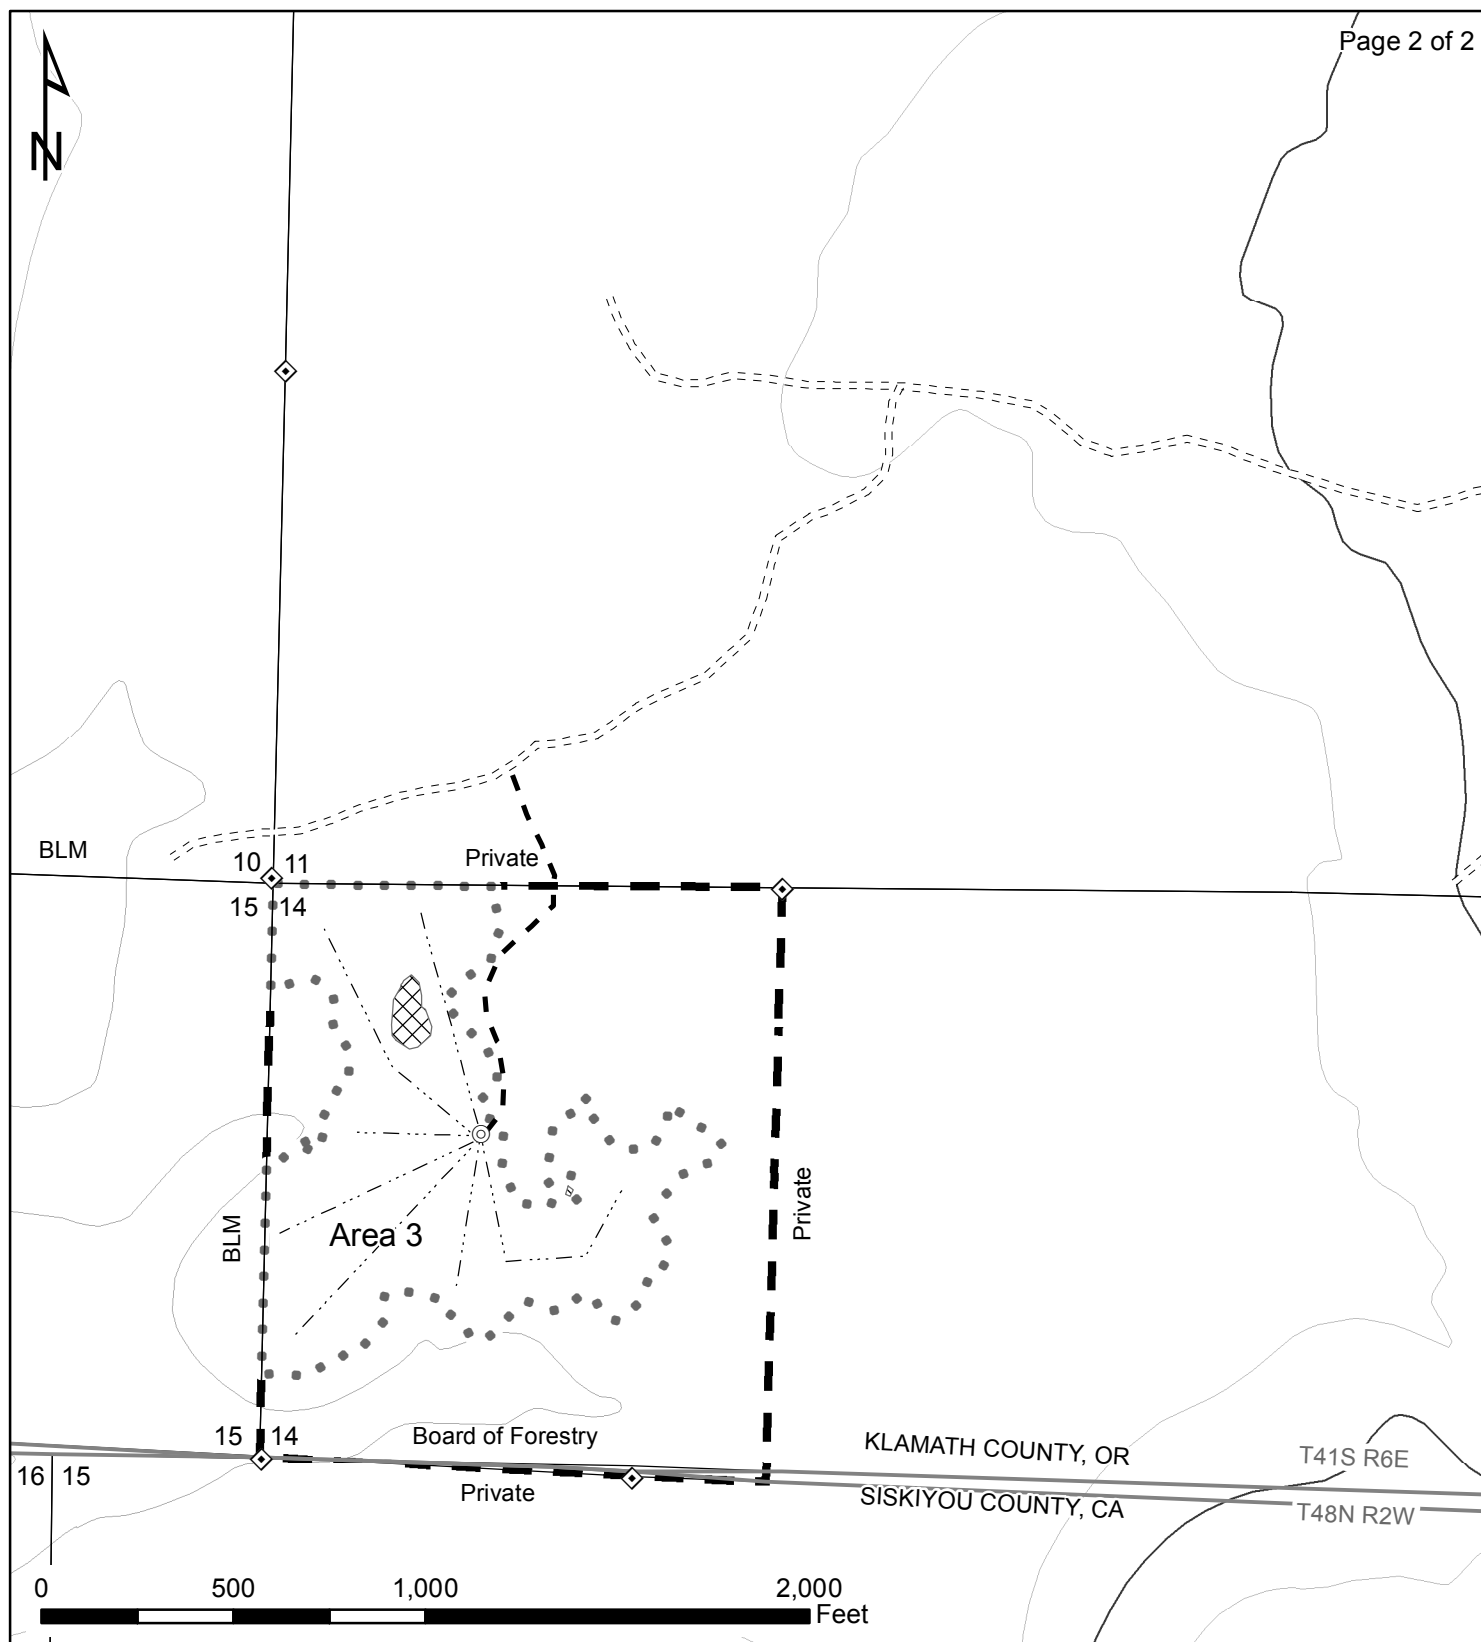 Page 2 of 2
N
BLM
10 11
Private
15 14
Private
BLM
Area 3
15 14
Board of Forestry
KLAMATH COUNTY, OR
T41S R6E
16 15
Private
SISKIYOU COUNTY, CA
T48N R2W
0 500 1,000 2,000
Feet